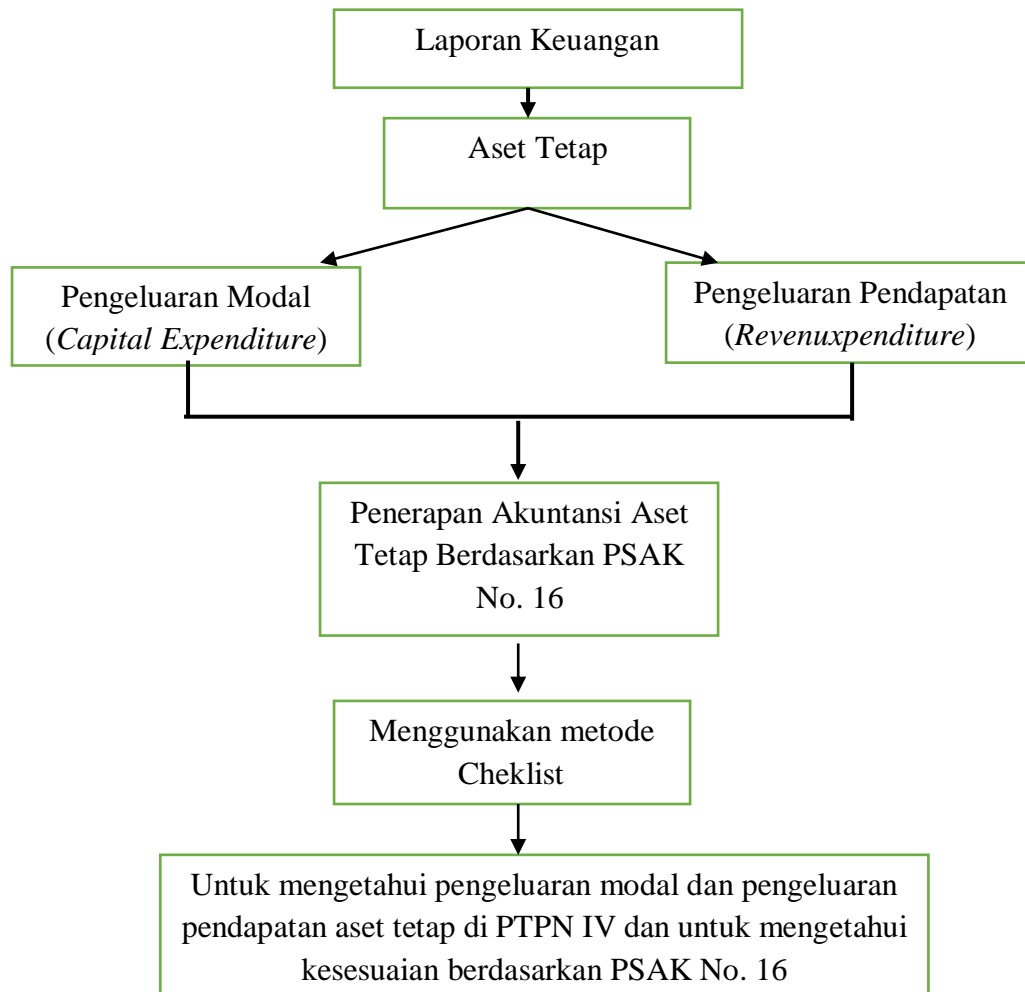 Laporan Keuangan
Aset Tetap
Pengeluaran Modal
(Capital Expenditure)
Pengeluaran Pendapatan
(Revenuxpenditure)
Penerapan Akuntansi Aset
Tetap Berdasarkan PSAK
No. 16
Menggunakan metode
Cheklist
Untuk mengetahui pengeluaran modal dan pengeluaran
pendapatan aset tetap di PTPN IV dan untuk mengetahui
kesesuaian berdasarkan PSAK No. 16